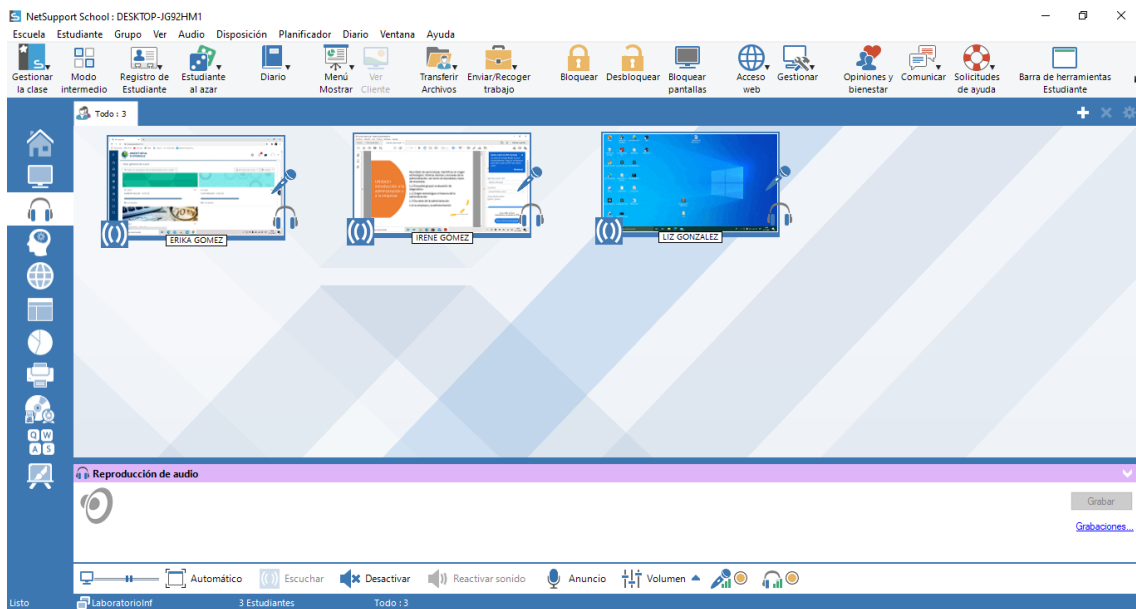 NetSupport School : DESKTOP-JG92HM1
Escuela Estudiante Grupo Ver Audio Disposición Planificador Diario Ventana Ayuda
Gestionar la clase
Modo intermedio
Registro de Estudiante
Estudiante al azar
Diario
Menú Mostrar
Ver Cliente
Transferir Archivos
Enviar/Recoger trabajo
Bloquear
Desbloquear
Bloquear pantallas
Acceso web
Gestionar
Opiniones y bienestar
Comunicar
Solicitudes de ayuda
Barra de herramientas Estudiante
Todo : 3
ERIKA GOMEZ
IRENE GÓMEZ
LIZ GONZALEZ
Q W
A S
Reproducción de audio
Grabar
Grabaciones...
Automático Escuchar Desactivar Reactivar sonido Anuncio Volumen
Listo LaboratorioInf 3 Estudiantes Todo : 3